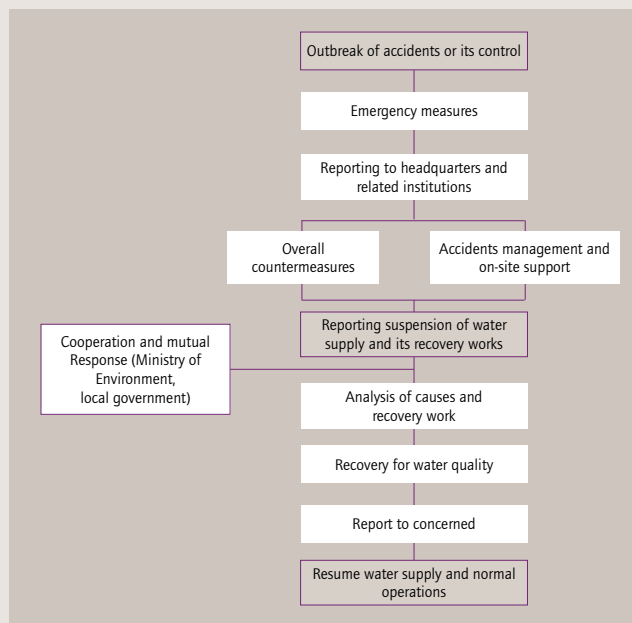 Outbreak of accidents or its control
Emergency measures
Reporting to headquarters and
related institutions
Overall
countermeasures
Accidents management and
on-site support
Reporting suspension of water
supply and its recovery works
Cooperation and mutual
Response (Ministry of
Environment,
local government)
Analysis of causes and
recovery work
Recovery for water quality
Report to concerned
Resume water supply and normal
operations